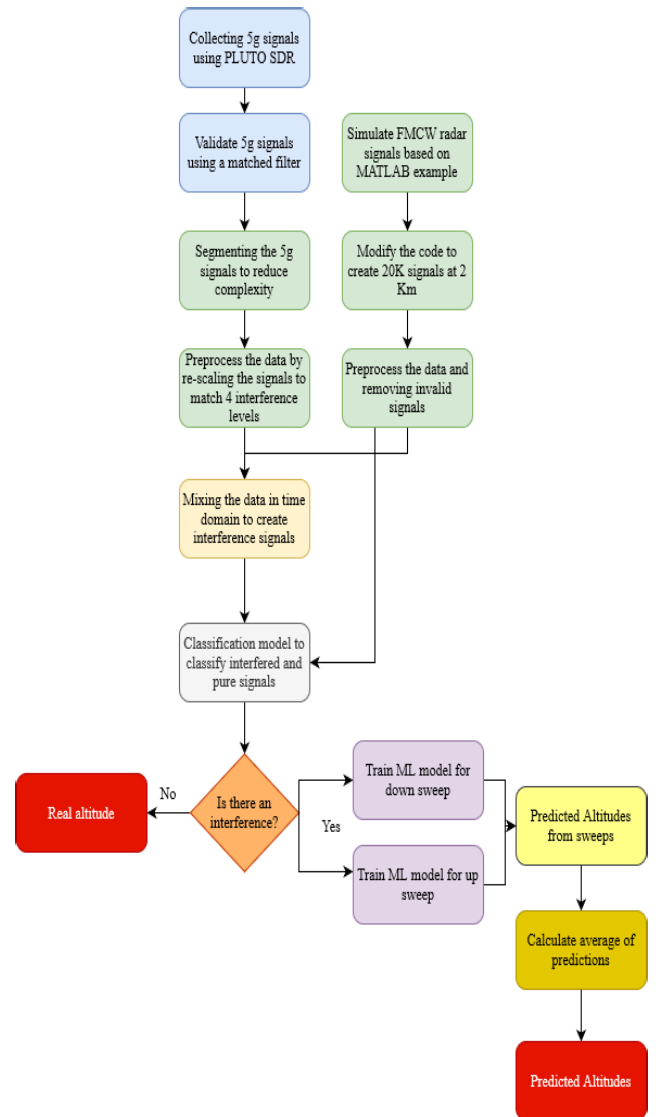 Collecting 5g signals
using PLUTO SDR
Validate 5g signals
using a matched filter
Simulate FMCW radar
signals based on
MATLAB example
Segmenting the 5g
signals to reduce
complexity
Modify the code to
create 20K signals at 2
Km
Preprocess the data by
re-scaling the signals to
match 4 interference
levels
Preprocess the data and
removing invalid
signals
Mixing the data in time
domain to create
interference signals
Classification model to
classify interfered and
pure signals
Is there an
interference?
No
Real altitude
Yes
Train ML model for
down sweep
Train ML model for up
sweep
Predicted Altitudes
from sweeps
Calculate average of
predictions
Predicted Altitudes